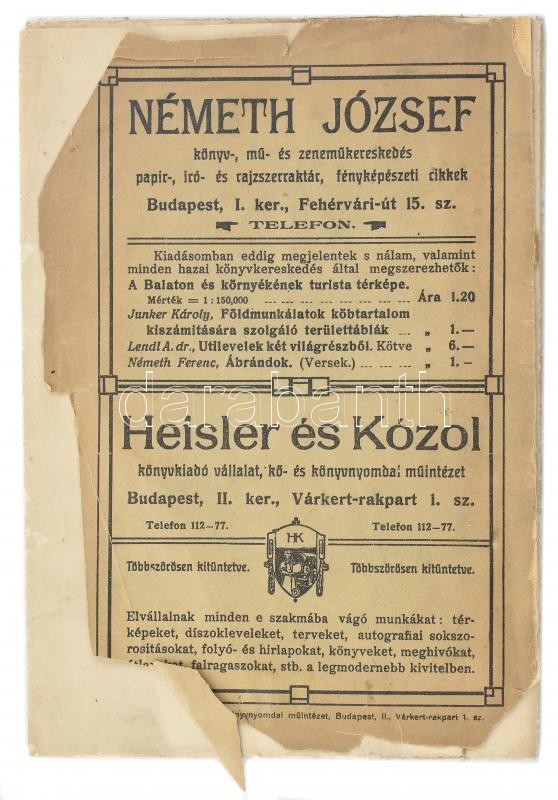 NÉMETH JÓZSEF
könyv-, mű- és zeneműkereskedés
papir-, iró- és rajzszerraktár, fényképészeti cikkek
Budapest, I. ker., Fehérvári-út 15. sz.
TELEFON.
Kiadásomban eddig megjelentek s nálam, valamint
minden hazai könyvkereskedés által megszerezhetők:
A Balaton és környékének turista térképe.
Mérték = 1 : 150,000 ... ... ... ... ... ... Ára 1.20
Junker Károly, Földmunkálatok köbtartalom
kiszámitására szolgáló területtáblák ... „ 1.—
Lendl A. dr., Utilevelek két világrészből. Kötve „ 6.—
Németh Ferenc, Ábrándok. (Versek.) ... ... ... „ 1.—
darabanth
Heisler és Kózol
könyvkiadó vállalat, kő- és könyvnyomdai műintézet
Budapest, II. ker., Várkert-rakpart 1. sz.
Telefon 112—77. Telefon 112—77.
HK
Többszörösen kitüntetve. Többszörösen kitüntetve.
Elvállalnak minden e szakmába vágó munkákat: tér-
képeket, díszokleveleket, terveket, autografiai sokszo-
rositásokat, folyó- és hirlapokat, könyveket, meghivókat,
falragaszokat, stb. a legmodernebb kivitelben.
nyvnyomdai műintézet, Budapest, II., Várkert-rakpart 1. sz.